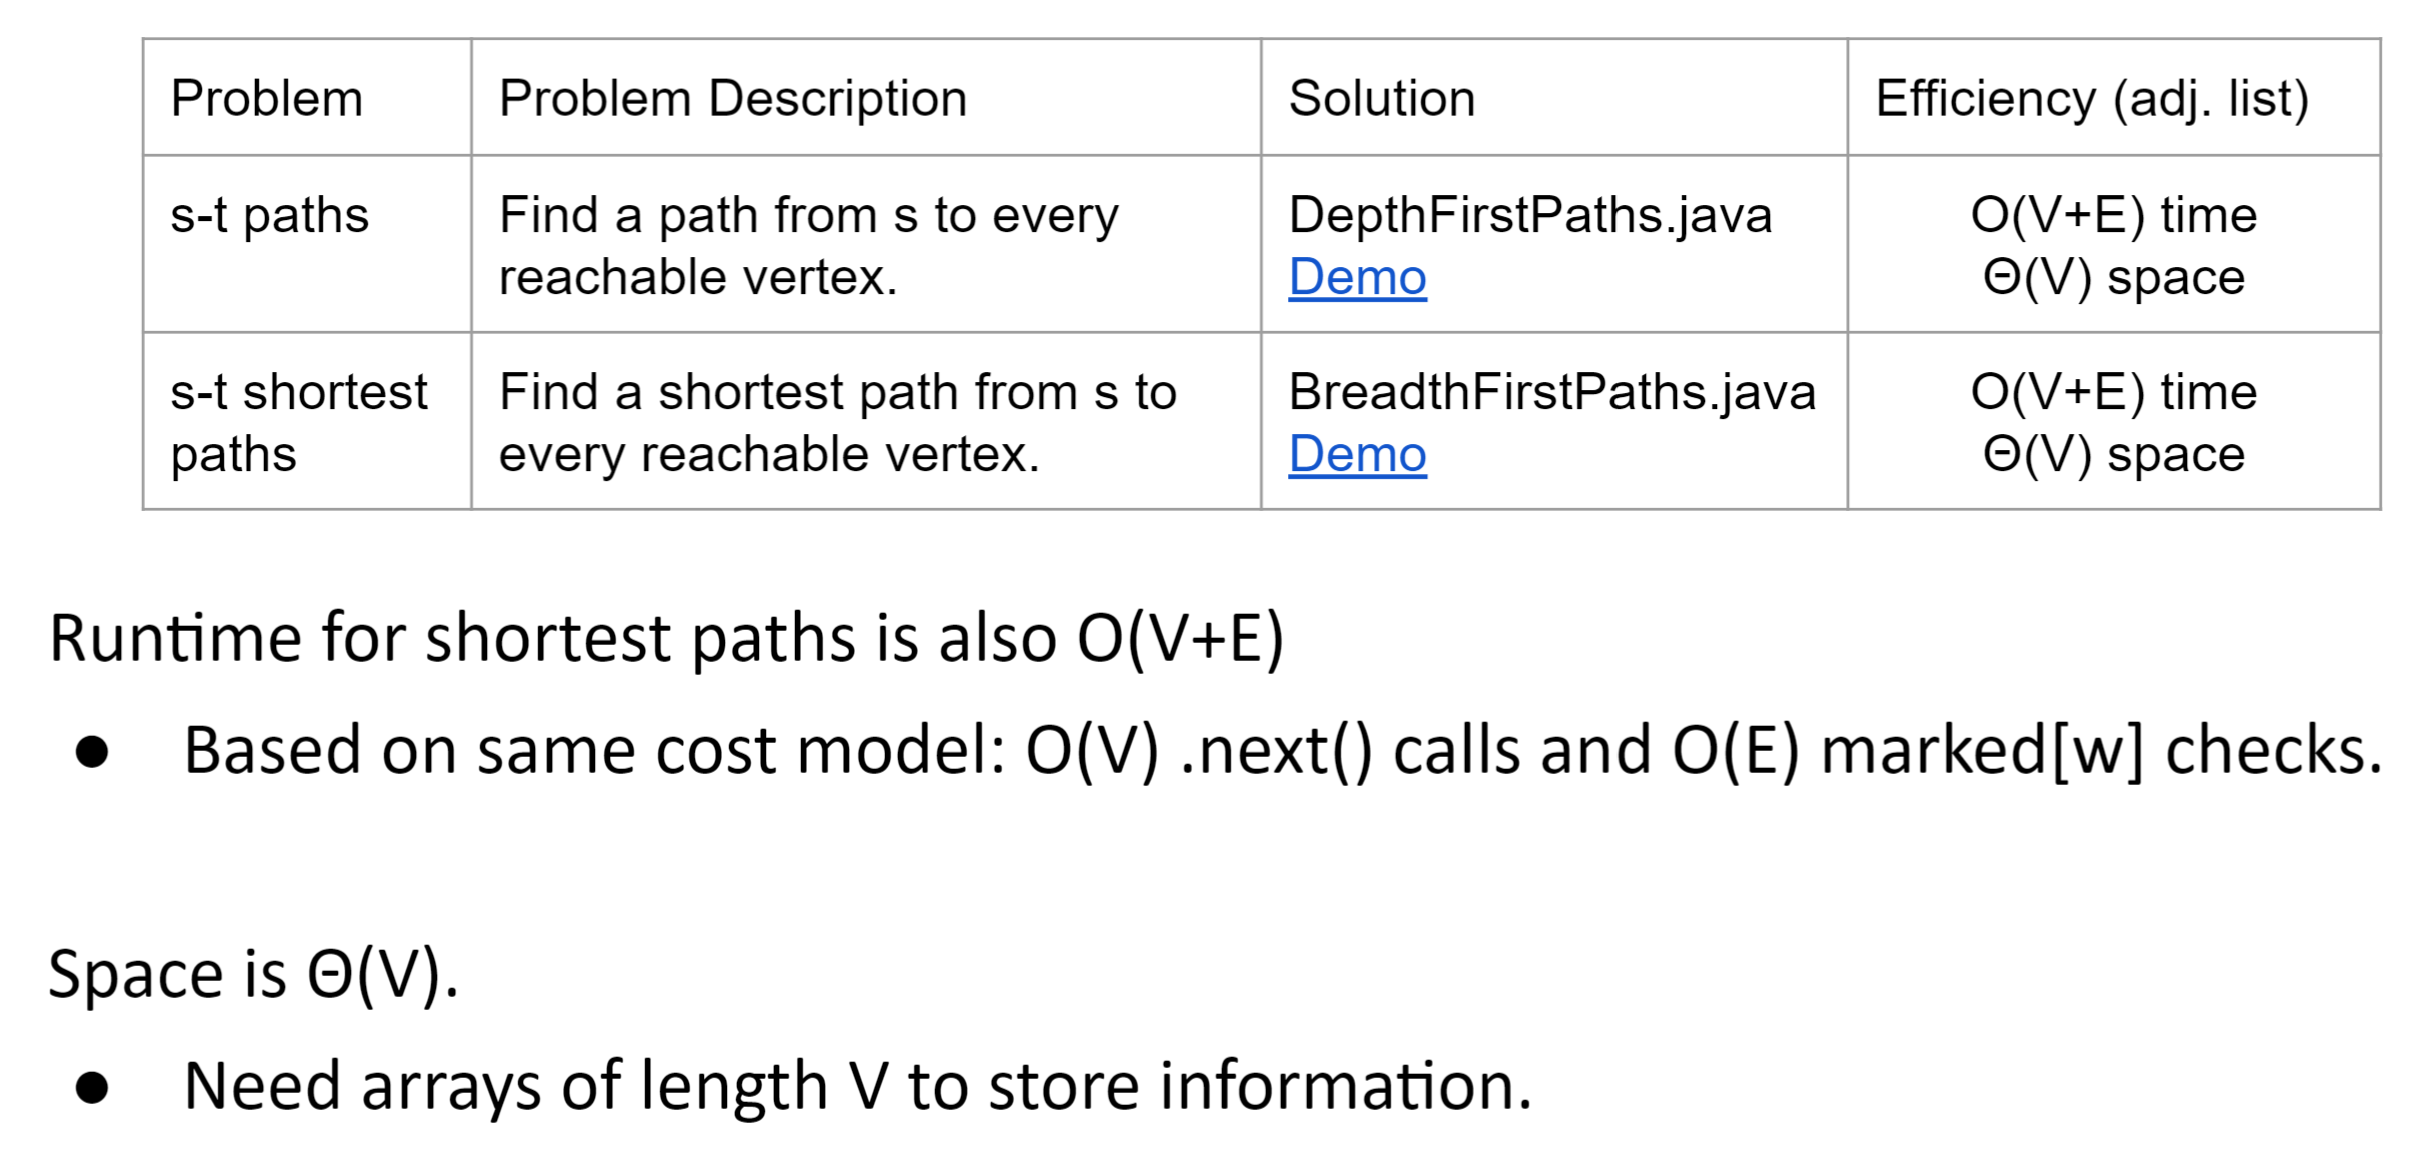 Problem
Problem Description
Solution
Efficiency (adj. list)
s-t paths
Find a path from s to every
reachable vertex.
DepthFirstPaths.java
Demo
O(V+E) time
Θ(V) space
s-t shortest
paths
Find a shortest path from s to
every reachable vertex.
BreadthFirstPaths.java
Demo
O(V+E) time
Θ(V) space
Runtime for shortest paths is also O(V+E)
● Based on same cost model: O(V) .next() calls and O(E) marked[w] checks.
Space is Θ(V).
● Need arrays of length V to store information.